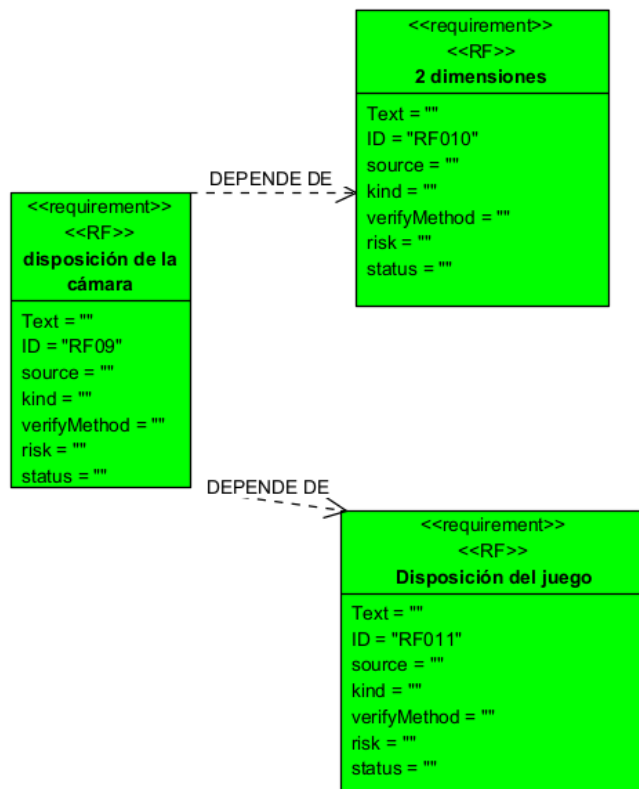 <<requirement>>
<<RF>>
2 dimensiones
Text = ""
ID = "RF010"
source = ""
kind = ""
verifyMethod = ""
risk = ""
status = ""
DEPENDE DE
<<requirement>>
<<RF>>
disposición de la
cámara
Text = ""
ID = "RF09"
source = ""
kind = ""
verifyMethod = ""
risk = ""
status = ""
DEPENDE DE
<<requirement>>
<<RF>>
Disposición del juego
Text = ""
ID = "RF011"
source = ""
kind = ""
verifyMethod = ""
risk = ""
status = ""